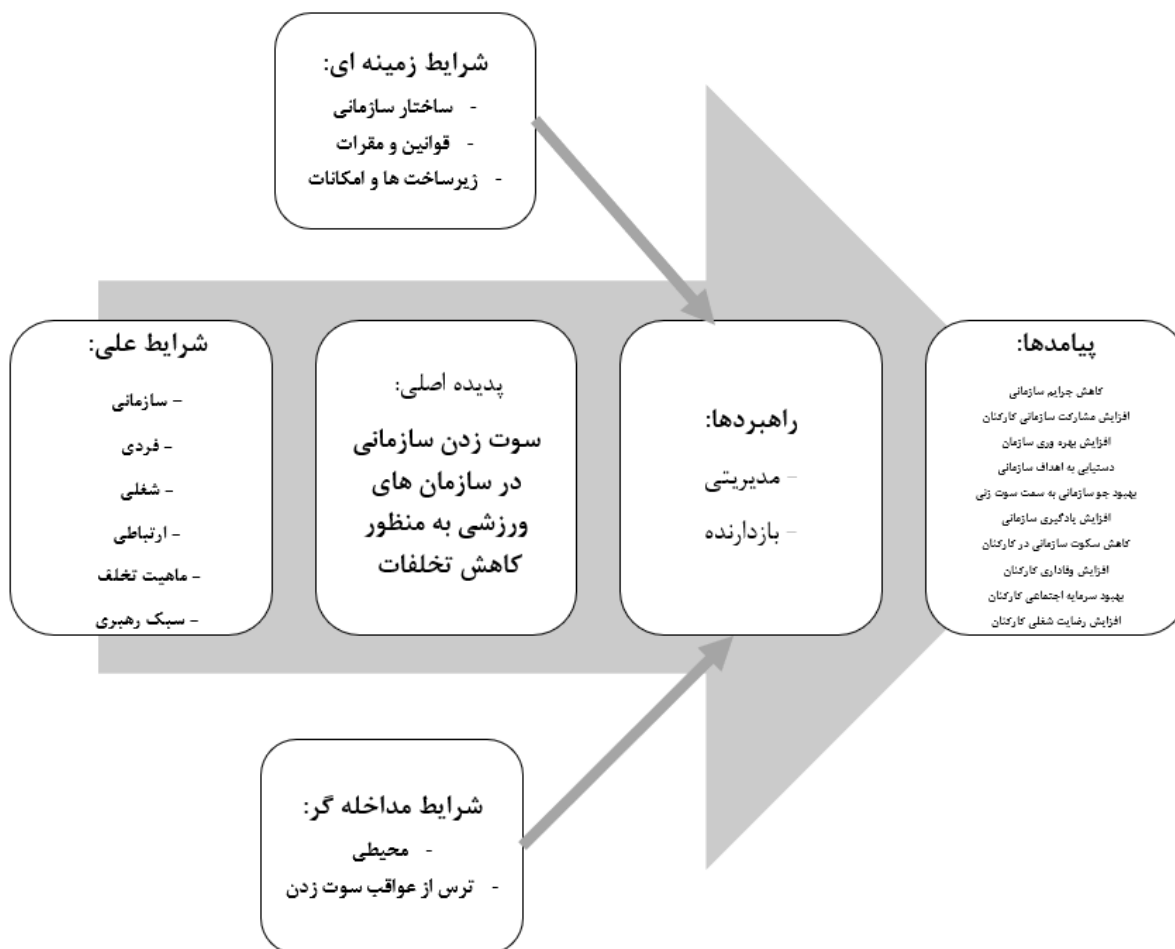 شرایط زمینه ای:
- ساختار سازمانی
- قوانین و مقرات
- زیرساخت ها و امکانات
شرایط علی:
- سازمانی
- فردی
- شغلی
- ارتباطی
- ماهیت تخلف
- سبک رهبری
پدیده اصلی:
سوت زدن سازمانی
در سازمان های
ورزشی به منظور
کاهش تخلفات
راهبردها:
- مدیریتی
- بازدارنده
پیامدها:
کاهش جرایم سازمانی
افزایش مشارکت سازمانی کارکنان
افزایش بهره وری سازمان
دستیابی به اهداف سازمانی
بهبود جو سازمانی به سمت سوت زنی
افزایش یادگیری سازمانی
کاهش سکوت سازمانی در کارکنان
افزایش وفاداری کارکنان
بهبود سرمایه اجتماعی کارکنان
افزایش رضایت شغلی کارکنان
شرایط مداخله گر:
- محیطی
- ترس از عواقب سوت زدن